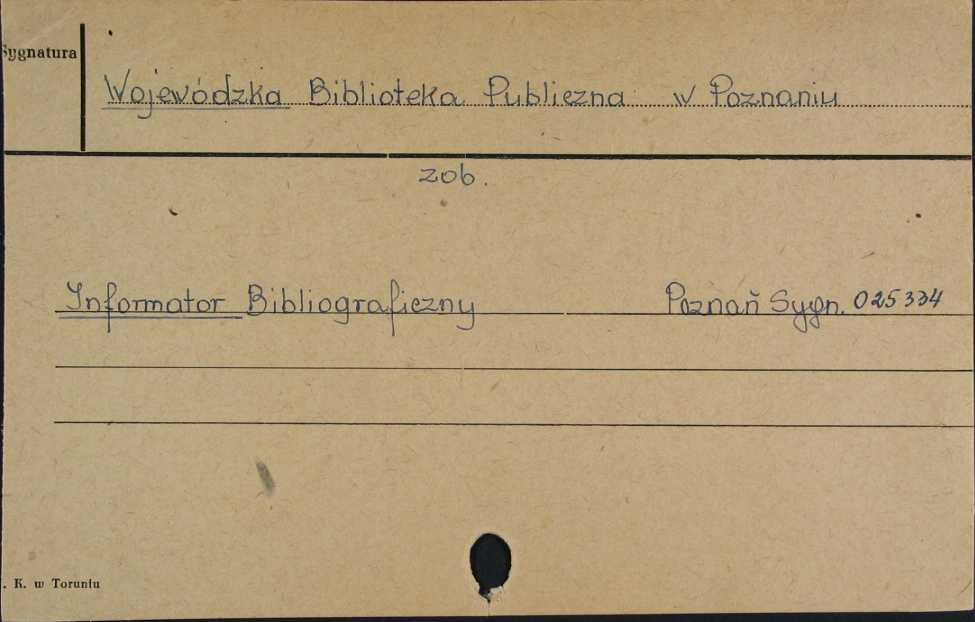 Sygnatura
Wojewódzka Biblioteka Publiczna w Poznaniu
zob.
Informator Bibliograficzny Poznań Sygn. 025334
. K. w Toruniu